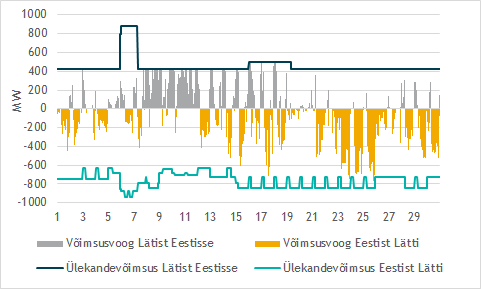 1000
800
600
400
200
0
-200
-400
-600
-800
-1000
MW
1 3 5 7 9 11 13 15 17 19 21 23 25 27 29
Võimsusvoog Lätist Eestisse
Võimsusvoog Eestist Lätti
Ülekandevõimsus Lätist Eestisse
Ülekandevõimsus Eestist Lätti